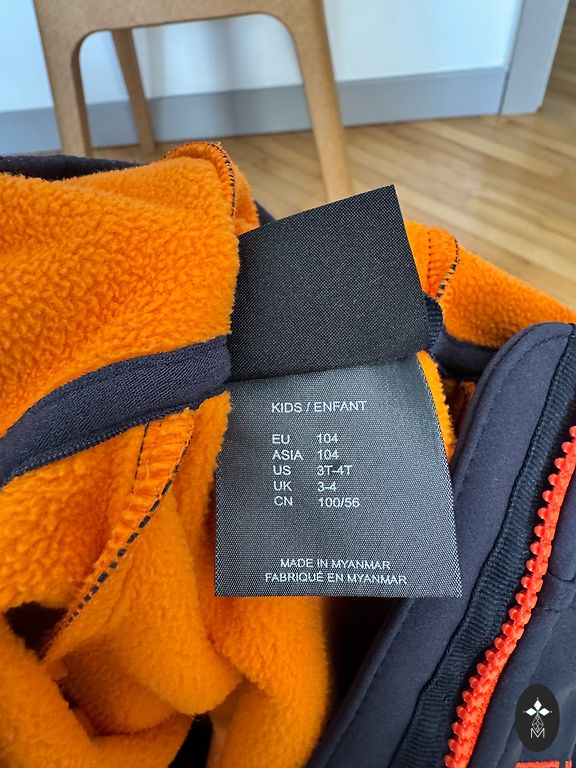 KIDS / ENFANT
EU 104
ASIA 104
US 3T-4T
UK 3-4
CN 100/56
MADE IN MYANMAR
FABRIQUÉ EN MYANMAR
M